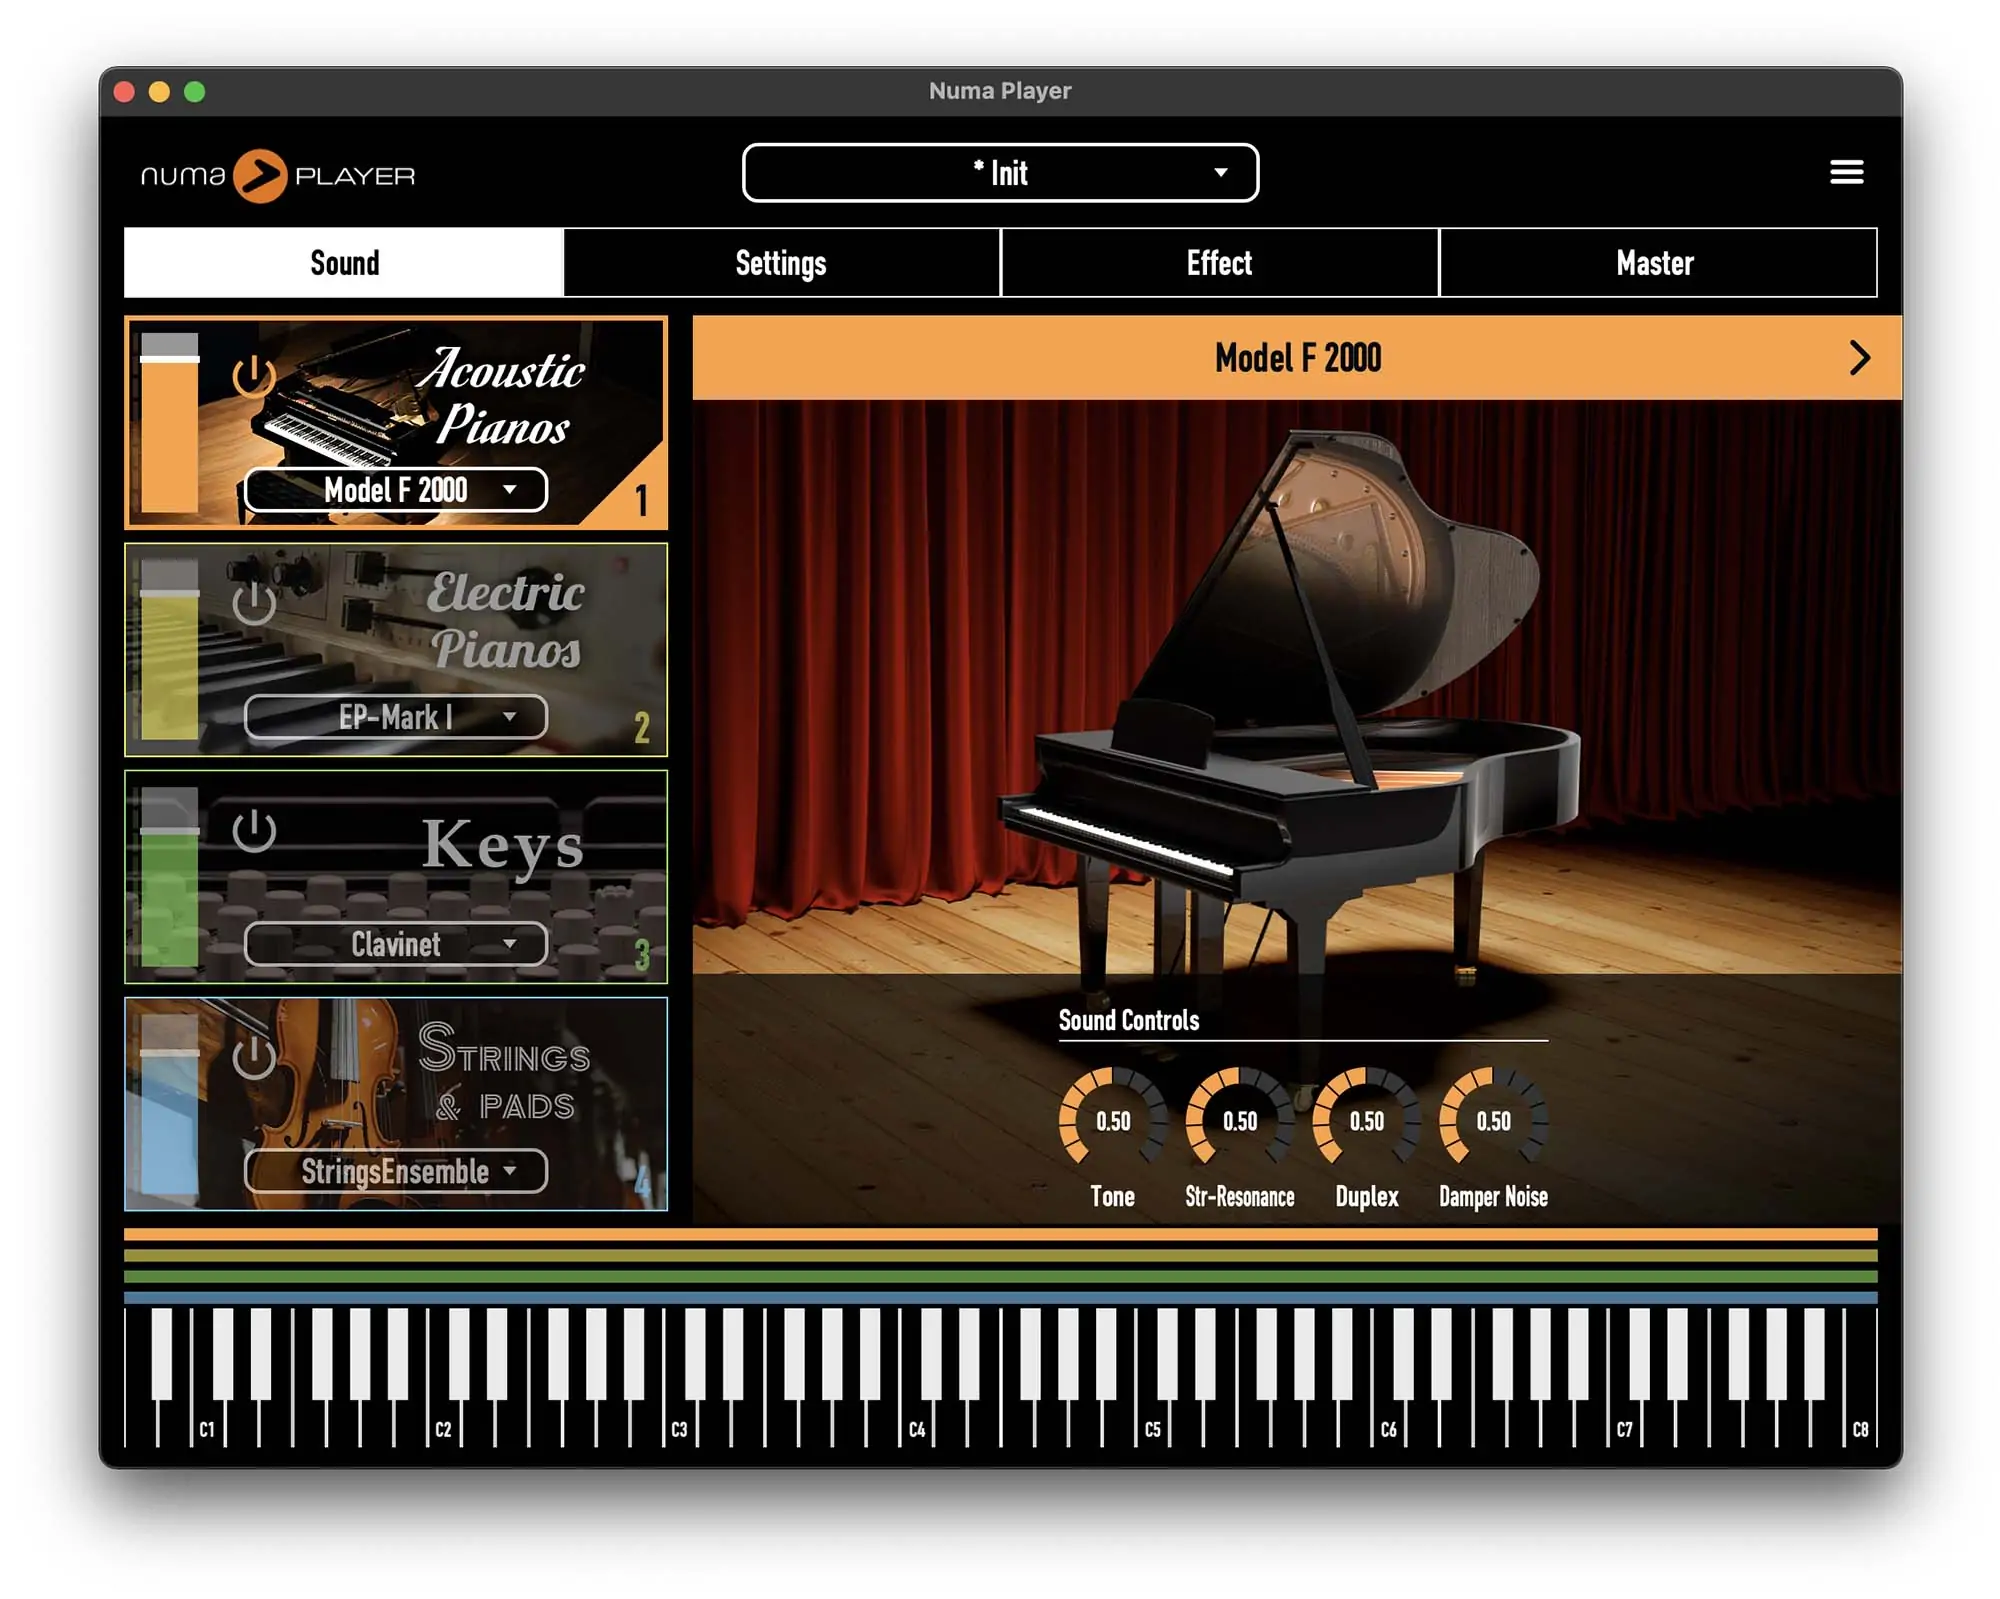 Numa Player
numa PLAYER
* Init
Sound
Settings
Effect
Master
Acoustic
Pianos
Model F 2000
1
Electric
Pianos
EP-Mark I
2
Keys
Clavinet
3
STRINGS
& PADS
StringsEnsemble
4
Model F 2000
Sound Controls
0.50
0.50
0.50
0.50
Tone
Str-Resonance
Duplex
Damper Noise
C1
C2
C3
C4
C5
C6
C7
C8